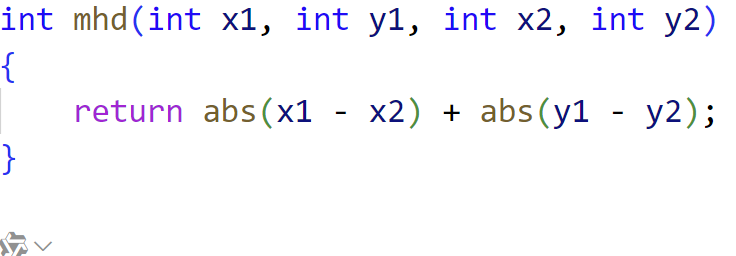 int mhd(int x1, int y1, int x2, int y2)
{
    return abs(x1 - x2) + abs(y1 - y2);
}